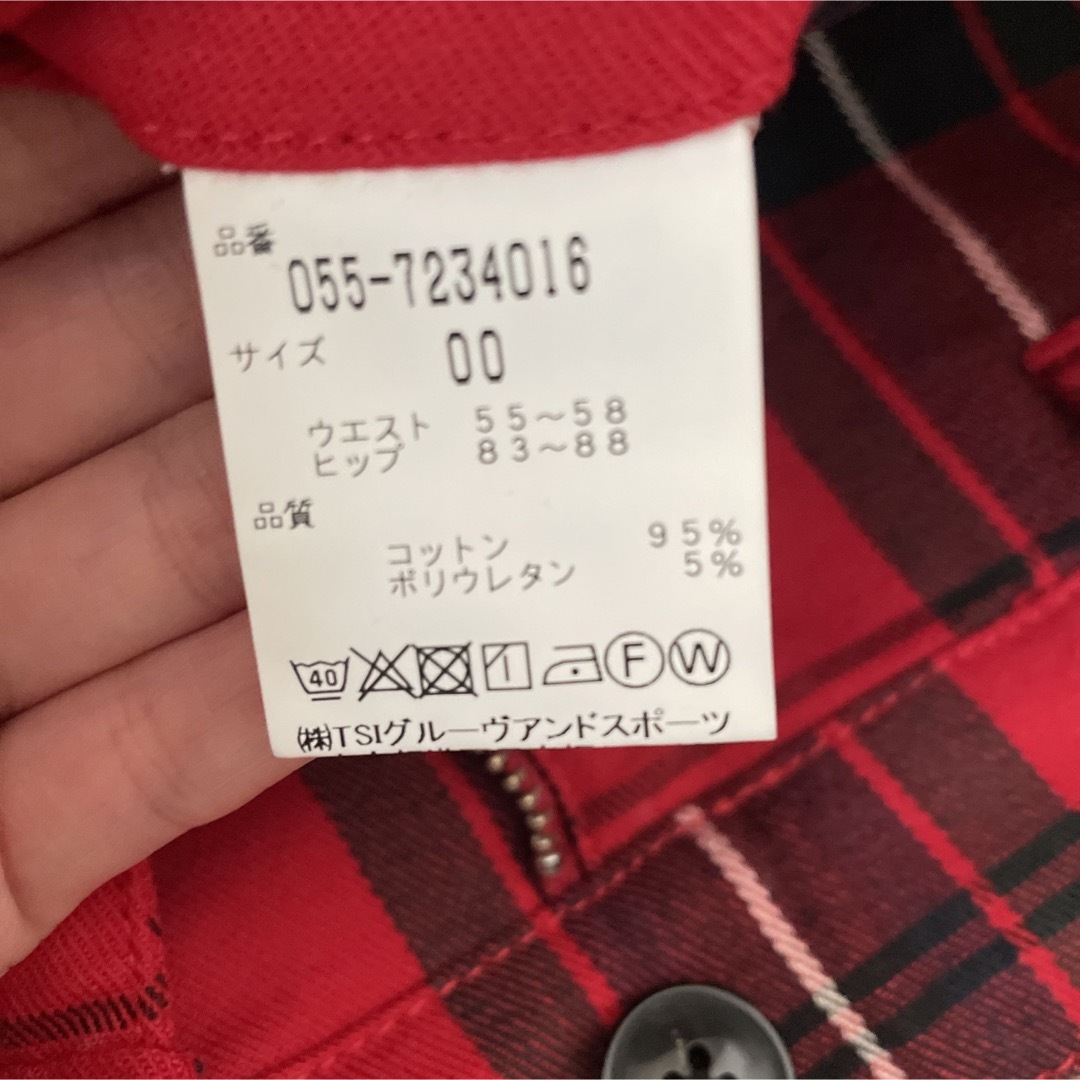 品番
055-7234016
サイズ 00
ウエスト 55~58
ヒップ 83~88
品質
コットン 95%
ポリウレタン 5%
40 F W
(株)TSIグルーヴアンドスポーツ